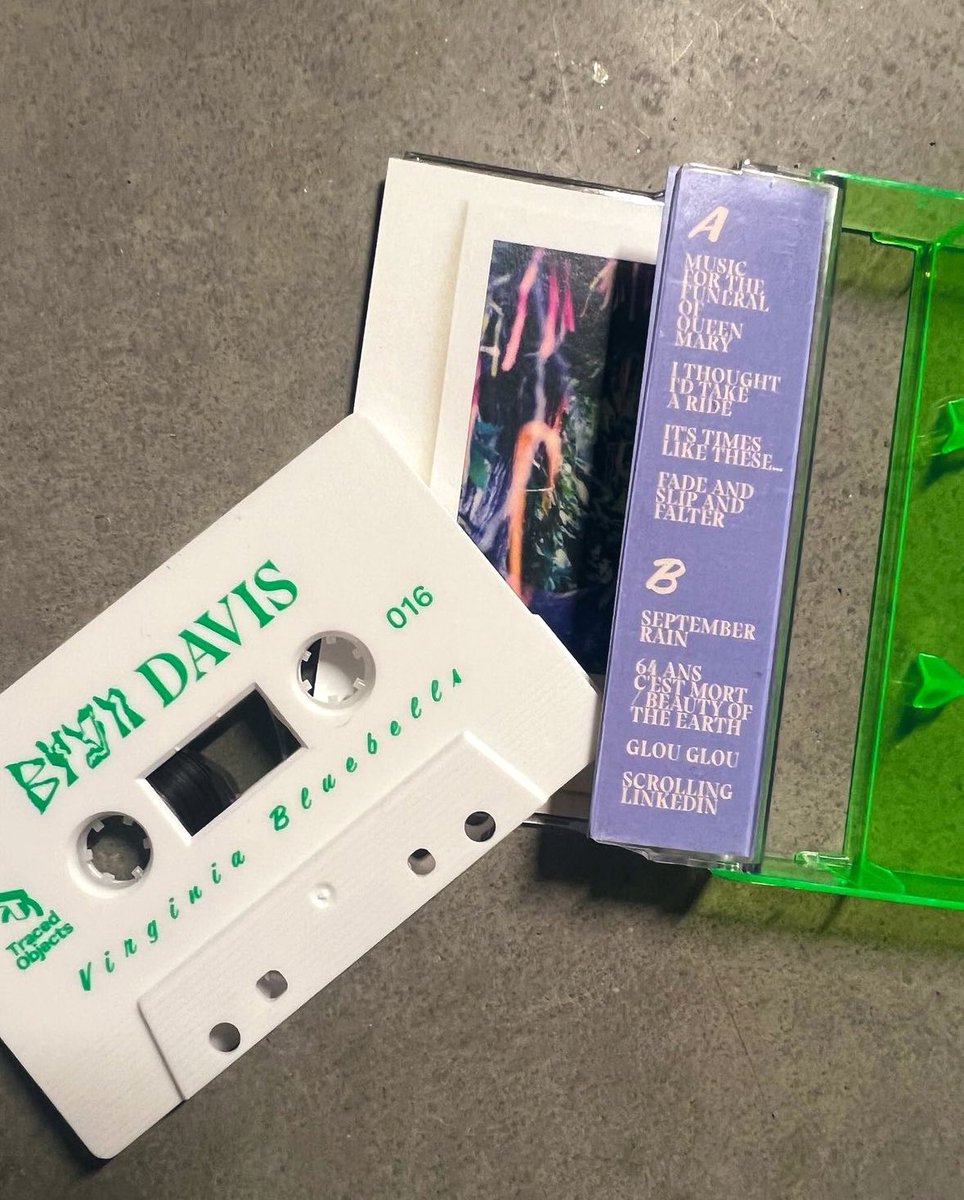 BRYN DAVIS
016
Virginia Bluebells
Traced
Objects
A
MUSIC
FOR THE
FUNERAL
OF
QUEEN
MARY
I THOUGHT
I'D TAKE
A RIDE
IT'S TIMES
LIKE THESE...
FADE AND
SLIP AND
FALTER
B
SEPTEMBER
RAIN
64 ANS
C'EST MORT
/ BEAUTY OF
THE EARTH
GLOU GLOU
SCROLLING
LINKEDIN